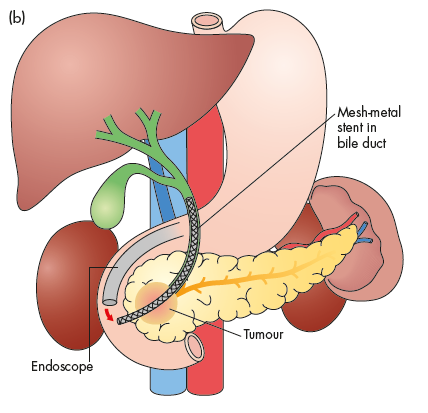 (b)
Mesh-metal
stent in
bile duct
Tumour
Endoscope